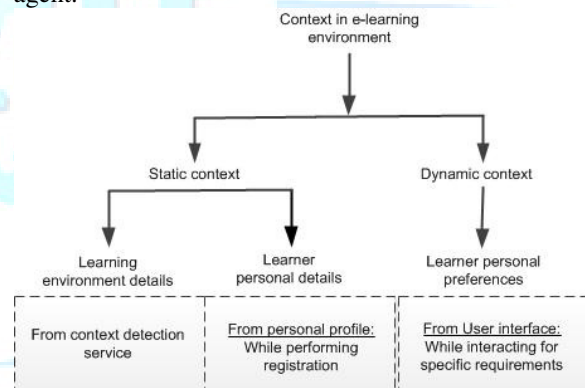 agent.
Context in e-learning
environment
Static context
Dynamic context
Learning
environment details
Learner
personal details
Learner personal
preferences
From context detection
service
From personal profile:
While performing
registration
From User interface:
While interacting for
specific requirements